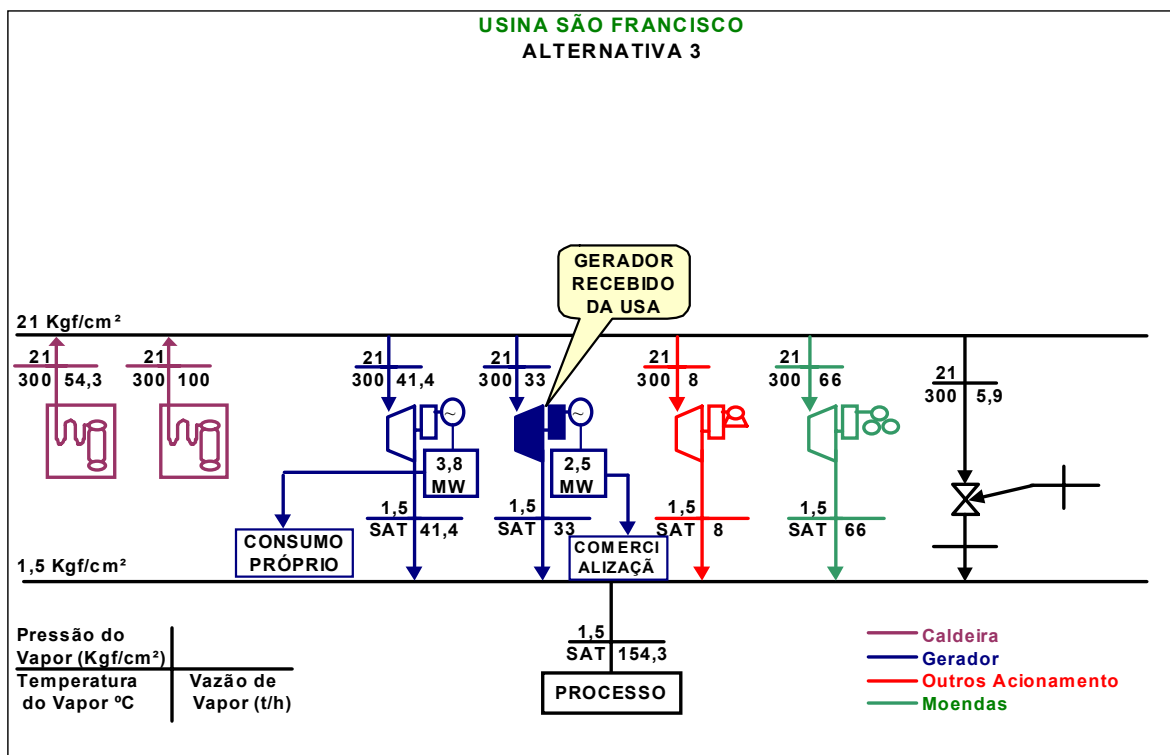 USINA SÃO FRANCISCO
ALTERNATIVA 3
GERADOR
RECEBIDO
DA USA
21 Kgf/cm²
21
300 54,3
21
300 100
21
300 41,4
21
300 33
21
300 8
21
300 66
21
300 5,9
~
~
3,8
MW
2,5
MW
1,5
SAT 41,4
1,5
SAT 33
1,5
SAT 8
1,5
SAT 66
CONSUMO
PRÓPRIO
COMERCI
ALIZAÇÃ
1,5 Kgf/cm²
1,5
SAT 154,3
PROCESSO
Pressão do
Vapor (Kgf/cm²)
Temperatura
do Vapor ºC
Vazão de
Vapor (t/h)
Caldeira
Gerador
Outros Acionamento
Moendas